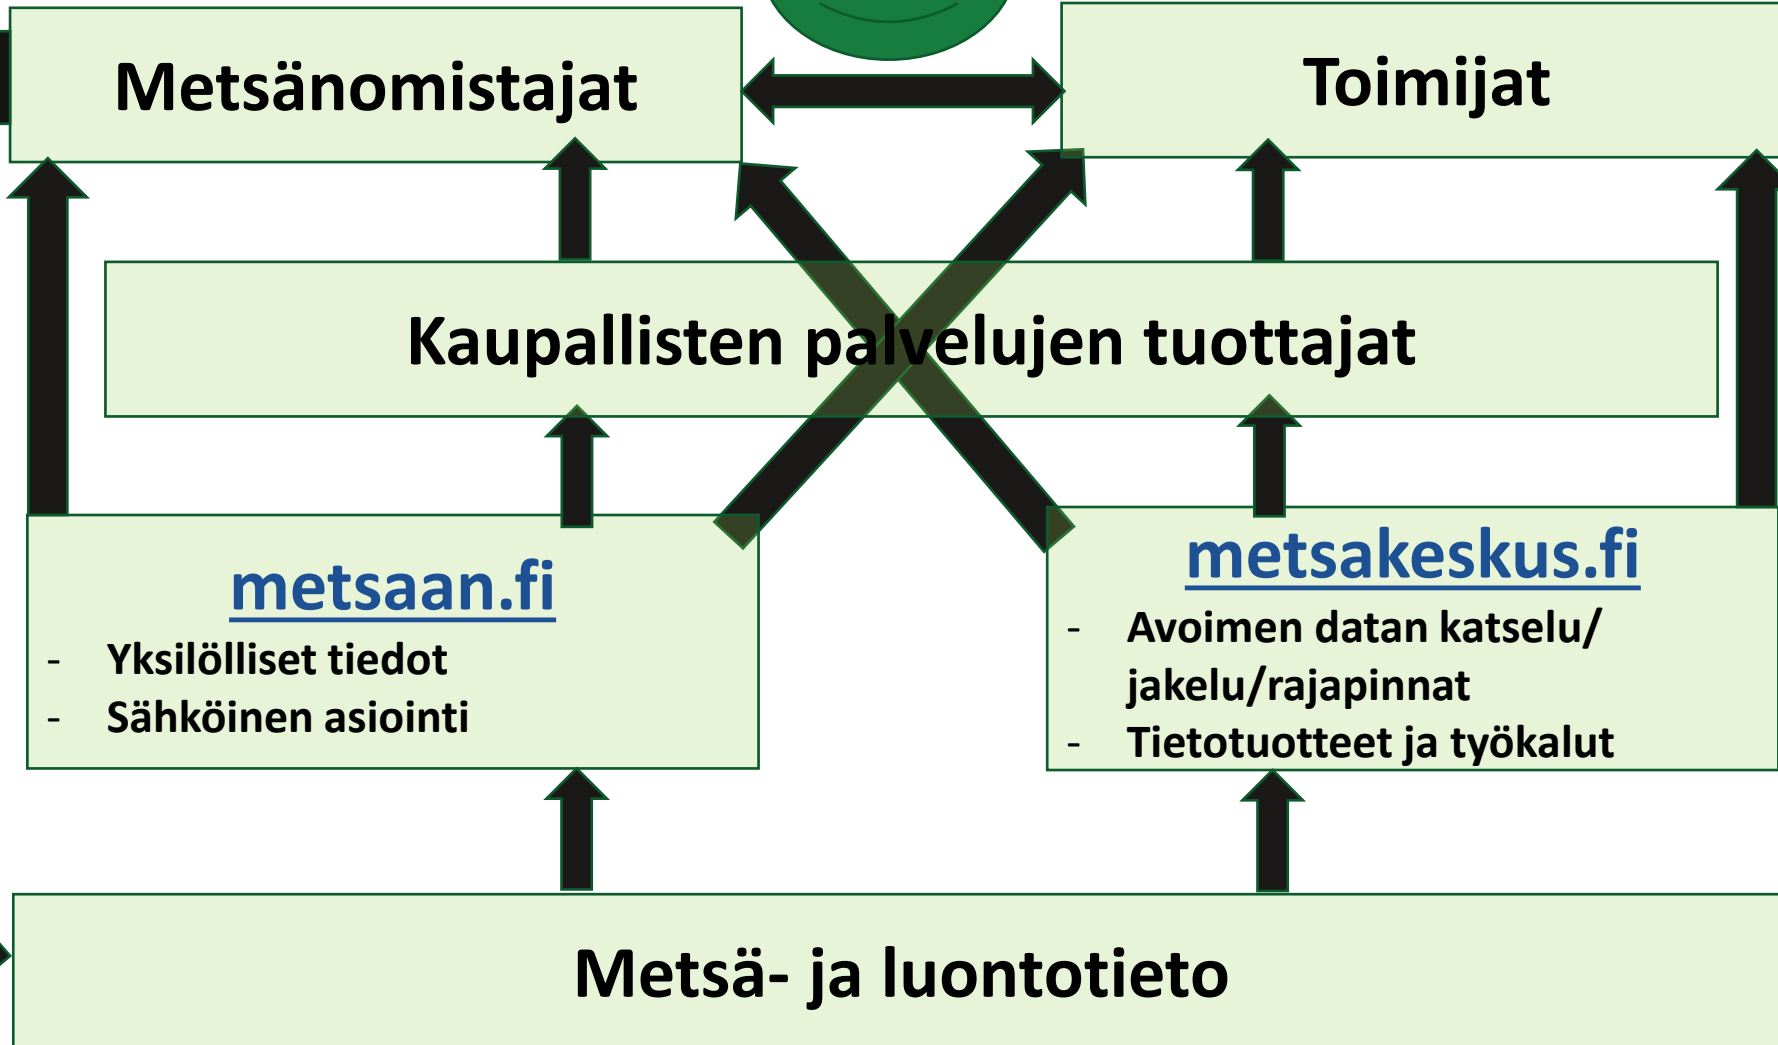 Metsänomistajat
Toimijat
Kaupallisten palvelujen tuottajat
metsaan.fi
- Yksilölliset tiedot
- Sähköinen asiointi
metsakeskus.fi
- Avoimen datan katselu/
jakelu/rajapinnat
- Tietotuotteet ja työkalut
Metsä- ja luontotieto